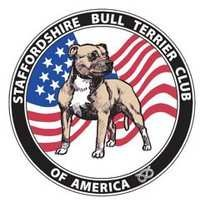 STAFFORDSHIRE BULL TERRIER CLUB
OF AMERICA